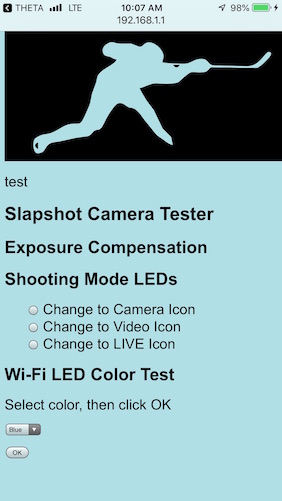 THETA LTE 10:07 AM 98%
192.168.1.1
test
Slapshot Camera Tester
Exposure Compensation
Shooting Mode LEDs
Change to Camera Icon
Change to Video Icon
Change to LIVE Icon
Wi-Fi LED Color Test
Select color, then click OK
Blue
OK